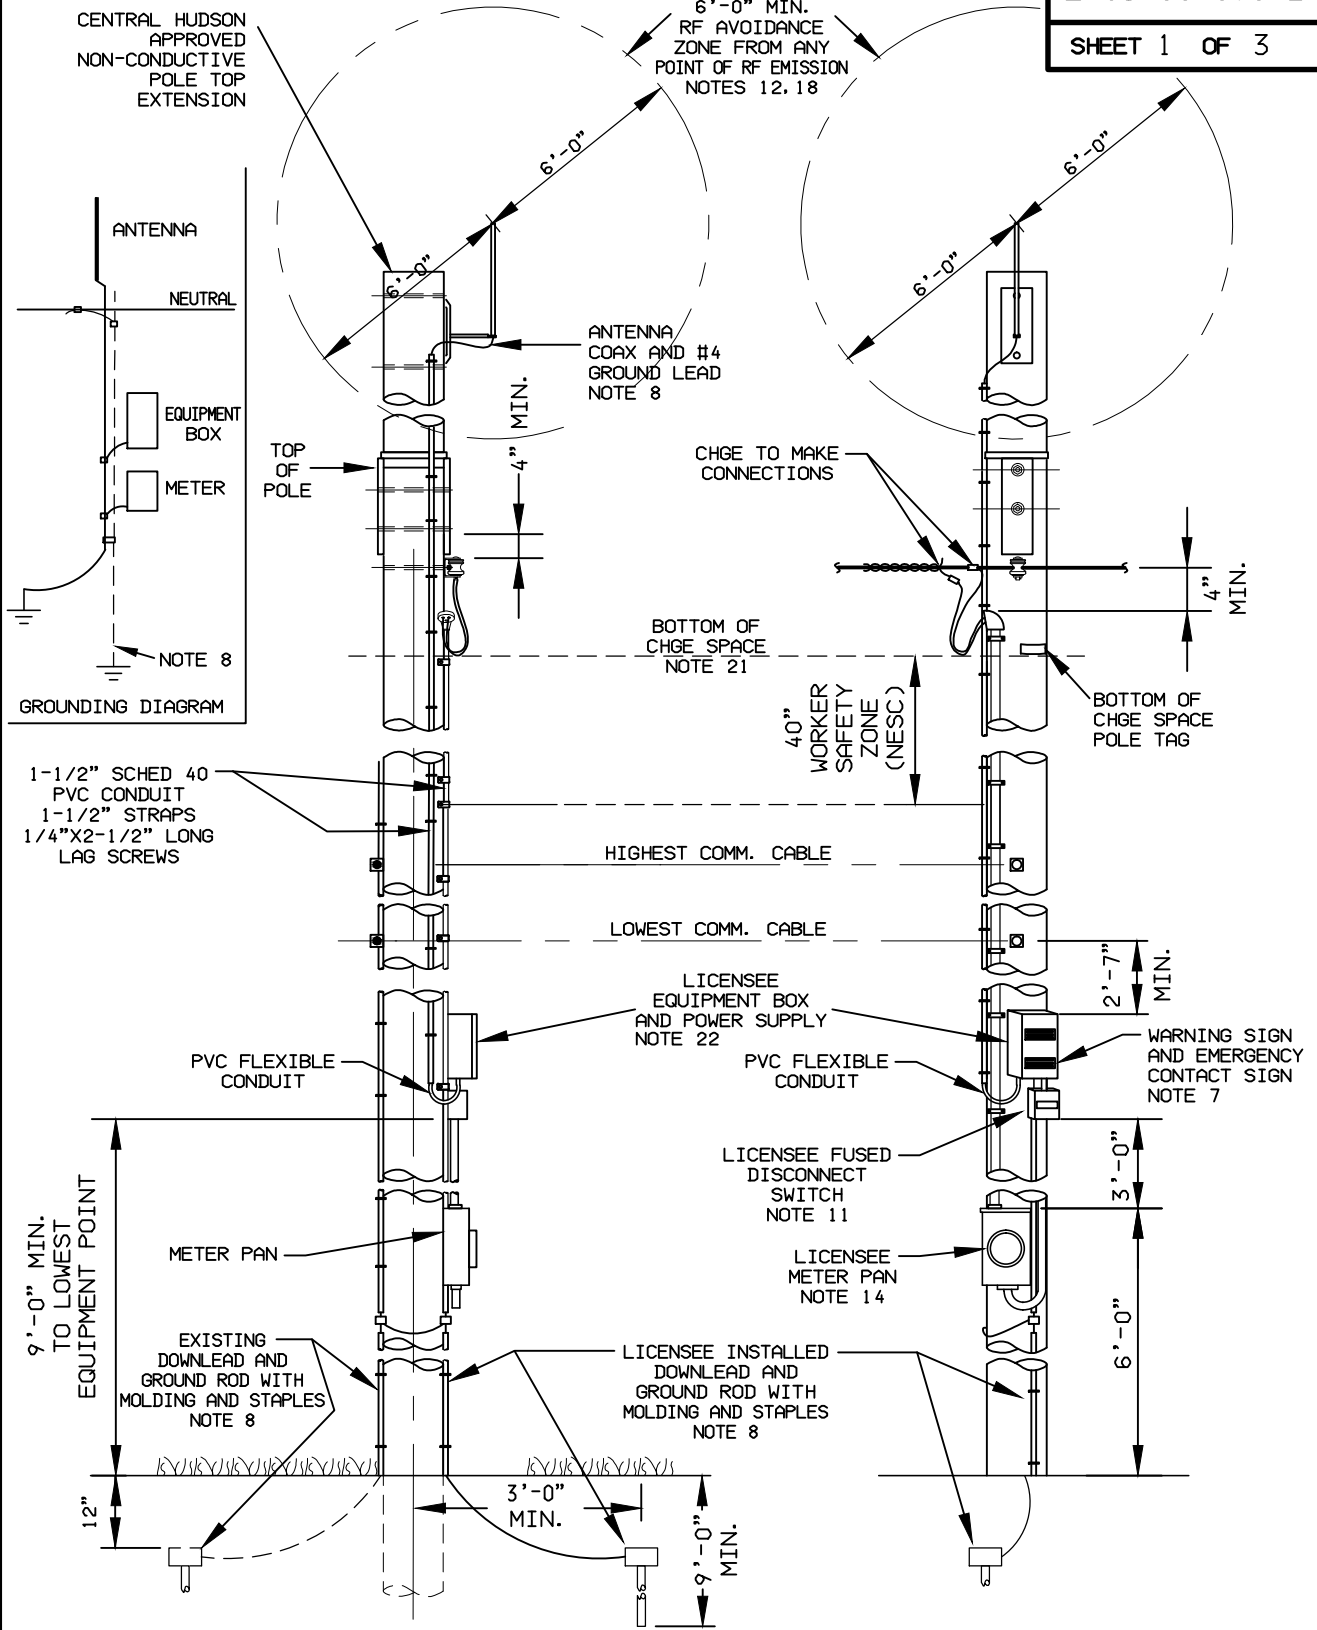 CENTRAL HUDSON
APPROVED
NON-CONDUCTIVE
POLE TOP
EXTENSION
6'-0" MIN.
RF AVOIDANCE
ZONE FROM ANY
POINT OF RF EMISSION
NOTES 12,18
SHEET 1 OF 3
6'-0"
6'-0"
6'-0"
6'-0"
ANTENNA
NEUTRAL
EQUIPMENT
BOX
METER
NOTE 8
GROUNDING DIAGRAM
ANTENNA
COAX AND #4
GROUND LEAD
NOTE 8
TOP
OF
POLE
4" MIN.
CHGE TO MAKE
CONNECTIONS
4"
MIN.
BOTTOM OF
CHGE SPACE
NOTE 21
40"
WORKER
SAFETY
ZONE
(NESC)
BOTTOM OF
CHGE SPACE
POLE TAG
1-1/2" SCHED 40
PVC CONDUIT
1-1/2" STRAPS
1/4"X2-1/2" LONG
LAG SCREWS
HIGHEST COMM. CABLE
LOWEST COMM. CABLE
2'-7"
MIN.
LICENSEE
EQUIPMENT BOX
AND POWER SUPPLY
NOTE 22
PVC FLEXIBLE
CONDUIT
PVC FLEXIBLE
CONDUIT
WARNING SIGN
AND EMERGENCY
CONTACT SIGN
NOTE 7
LICENSEE FUSED
DISCONNECT
SWITCH
NOTE 11
3'-0"
9'-0" MIN.
TO LOWEST
EQUIPMENT POINT
METER PAN
LICENSEE
METER PAN
NOTE 14
6'-0"
EXISTING
DOWNLEAD AND
GROUND ROD WITH
MOLDING AND STAPLES
NOTE 8
LICENSEE INSTALLED
DOWNLEAD AND
GROUND ROD WITH
MOLDING AND STAPLES
NOTE 8
12"
3'-0"
MIN.
9'-0"
MIN.